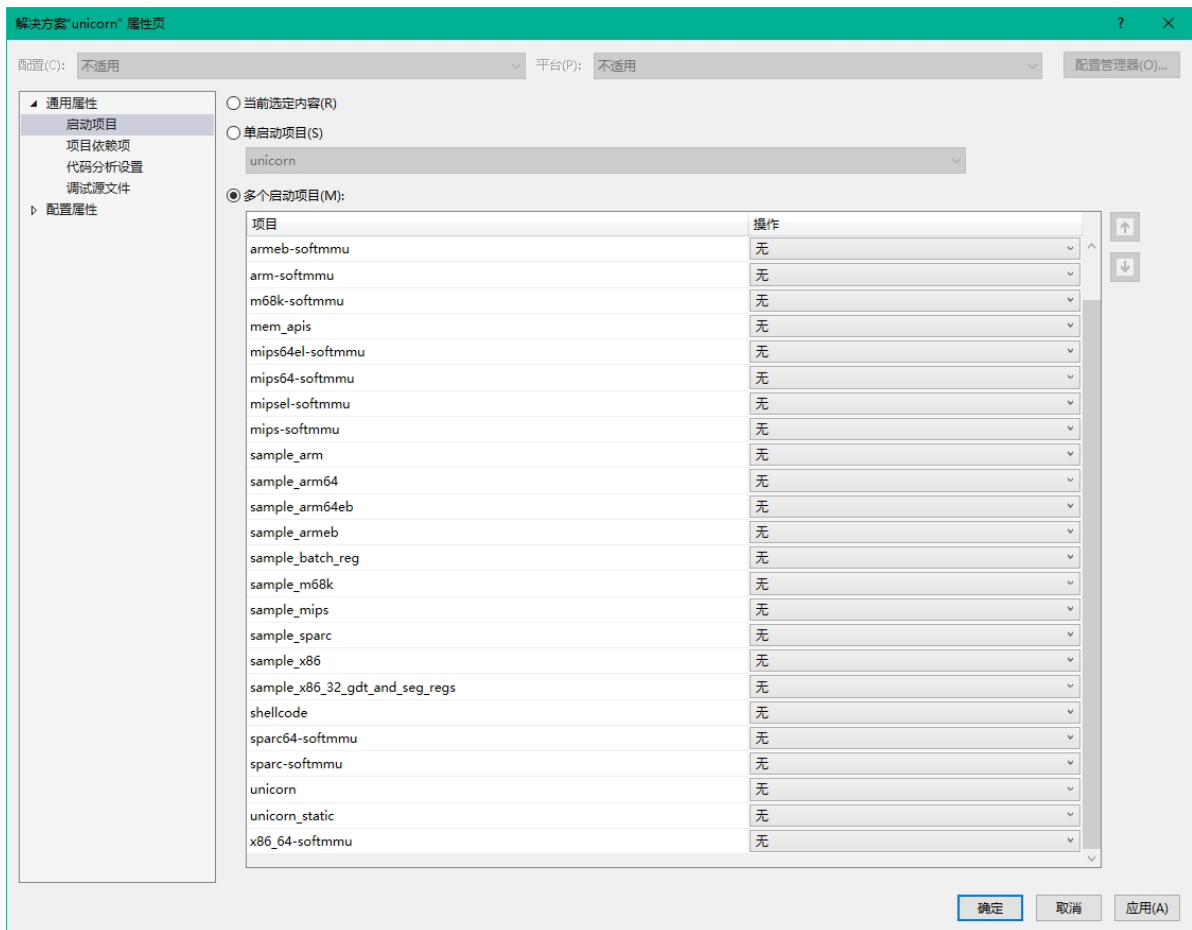 解决方案"unicorn" 属性页 ? ×
配置(C): 不适用 平台(P): 不适用 配置管理器(O)...
通用属性
启动项目
项目依赖项
代码分析设置
调试源文件
配置属性
当前选定内容(R)
单启动项目(S)
unicorn
多个启动项目(M):
项目 操作
armeb-softmmu 无
arm-softmmu 无
m68k-softmmu 无
mem_apis 无
mips64el-softmmu 无
mips64-softmmu 无
mipsel-softmmu 无
mips-softmmu 无
sample_arm 无
sample_arm64 无
sample_arm64eb 无
sample_armeb 无
sample_batch_reg 无
sample_m68k 无
sample_mips 无
sample_sparc 无
sample_x86 无
sample_x86_32_gdt_and_seg_regs 无
shellcode 无
sparc64-softmmu 无
sparc-softmmu 无
unicorn 无
unicorn_static 无
x86_64-softmmu 无
确定 取消 应用(A)